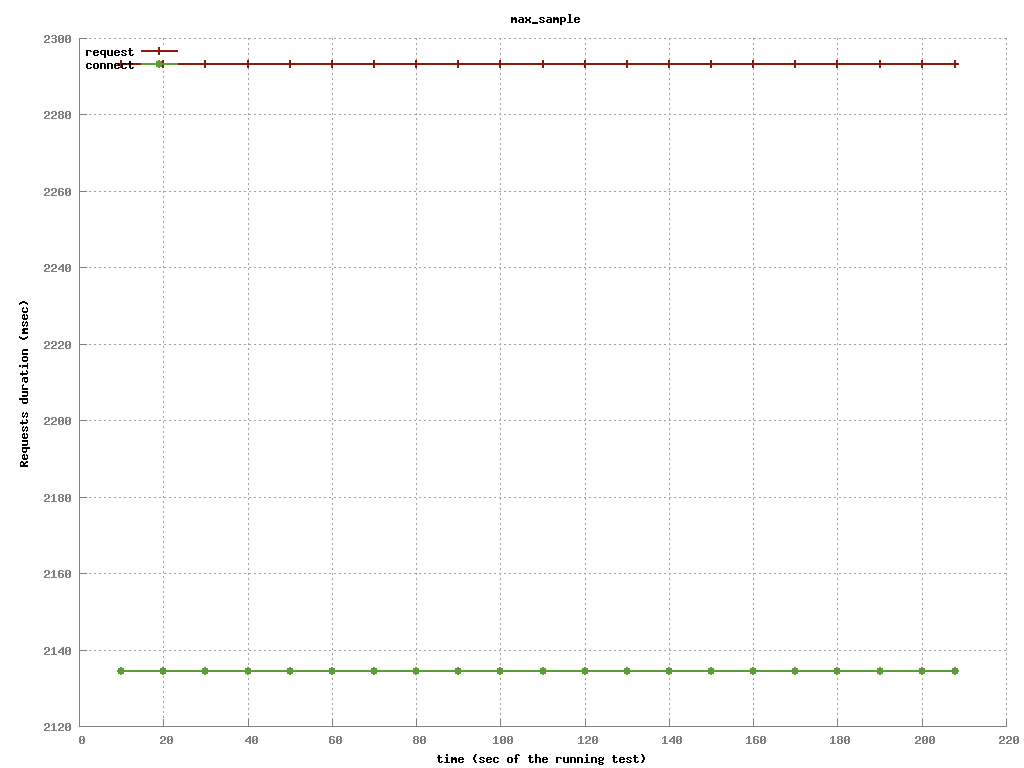 max_sample
2300
request
connect
2280
2260
2240
2220
2200
2180
2160
2140
2120
Requests duration (msec)
0 20 40 60 80 100 120 140 160 180 200 220
time (sec of the running test)